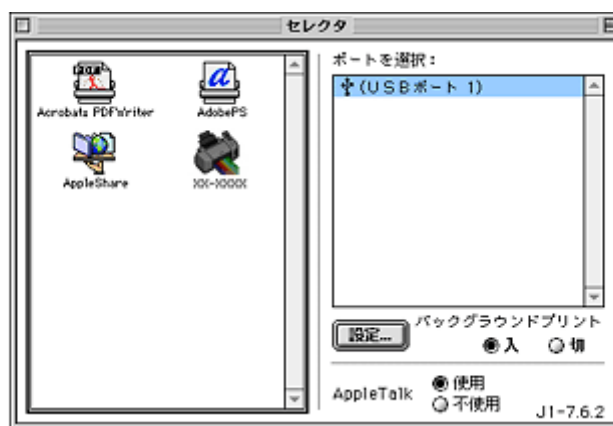 セレクタ
Acrobats PDFWriter
AdobePS
AppleShare
XX-XXXX
ポートを選択：
(USBポート 1)
設定...
バックグラウンドプリント
入 切
AppleTalk
使用
不使用
J1-7.6.2